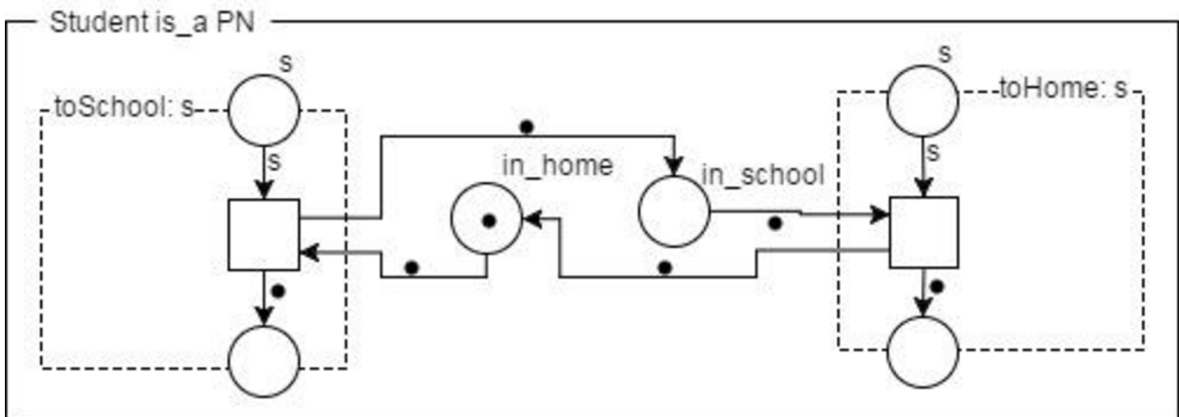 Student is_a PN
s
s
toSchool: s
toHome: s
s
s
in_home
in_school